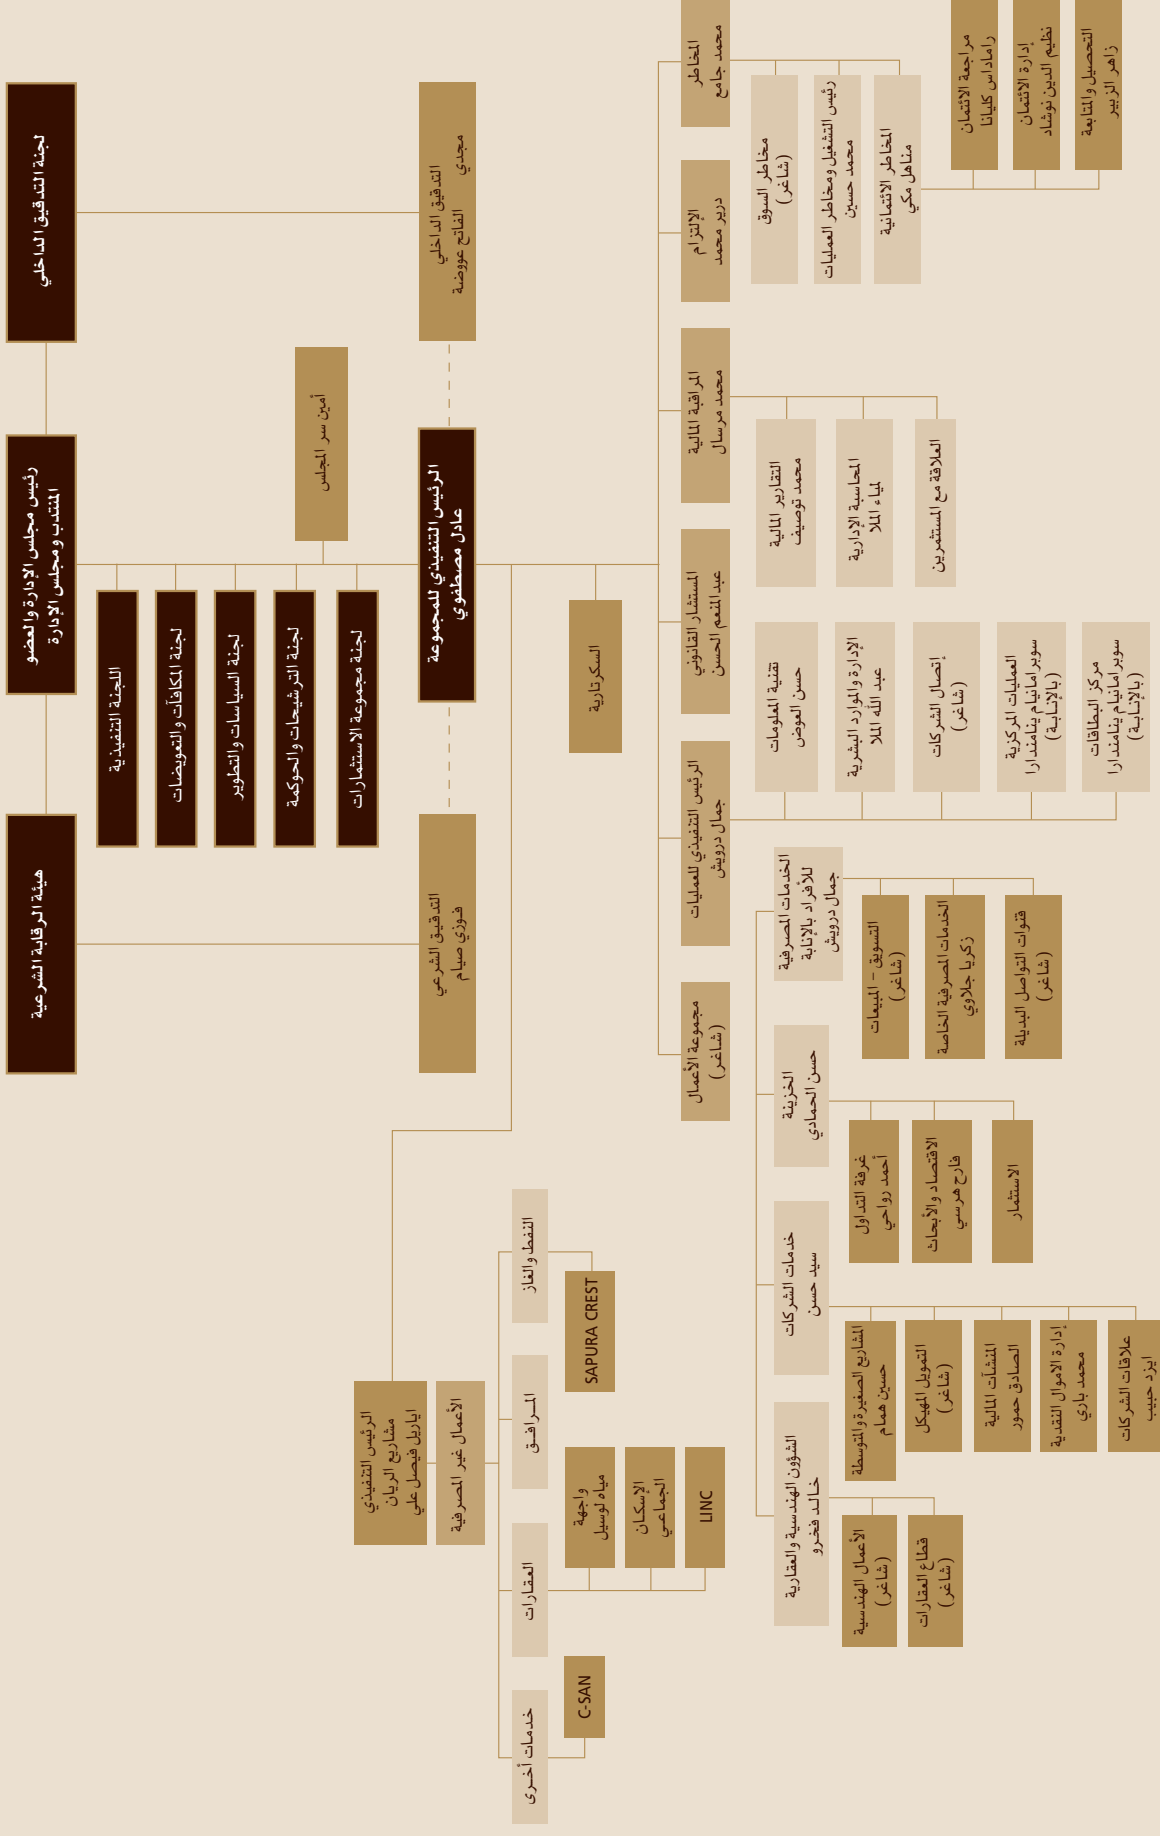 لجنة التدقيق الداخلي
رئيس مجلس الإدارة والعضو
المنتدب ومجلس الإدارة
هيئة الرقابة الشرعية
اللجنة التنفيذية
لجنة المكافآت والتعويضات
لجنة السياسات والتطوير
لجنة الترشيحات والحوكمة
لجنة مجموعة الاستثمارات
أمين سر المجلس
مجدي
التدقيق الداخلي
الفاتح عووضة
الرئيس التنفيذي للمجموعة
عادل مصطفوي
التدقيق الشرعي
فوزي صيام
السكرتارية
المخاطر
محمد جامع
الإلتزام
درير محمد
المراقبة المالية
محمد مرسال
المستشار القانوني
عبدالمنعم الحسن
الرئيس التنفيذي للعمليات
جمال درويش
مجموعة الأعمال
(شاغر)
مخاطر السوق
(شاغر)
رئيس التشغيل ومخاطر العمليات
محمد حسين
المخاطر الائتمانية
مناهل مكي
مراجعة الائتمان
راماداس كليانا
إدارة الائتمان
نظيم الدين نوشاد
التحصيل والمتابعة
زاهر الزبير
التقارير المالية
محمد توصيف
المحاسبة الإدارية
لمياء الملا
العلاقة مع المستثمرين
تقنية المعلومات
حسن العوض
الإدارة والموارد البشرية
عبد الله الملا
إتصال الشركات
(شاغر)
العمليات المركزية
سوبرامانيام ينامندارا
(بالإنابة)
مركز البطاقات
سوبرامانيام ينامندارا
(بالإنابة)
الخدمات المصرفية
للأفراد بالإنابة
جمال درويش
التسويق – المبيعات
(شاغر)
الخدمات المصرفية الخاصة
زكريا جلاوي
قنوات التواصل البديلة
(شاغر)
الخزينة
حسن الحمادي
غرفة التداول
أحمد رواحي
الاقتصاد والأبحاث
فارح هرسي
الاستثمار
خدمات الشركات
سيد حسن
المشاريع الصغيرة والمتوسطة
حسين همام
التمويل المهيكل
(شاغر)
المنشآت المالية
الصادق حمور
إدارة الاموال النقدية
محمد باري
علاقات الشركات
ايزد حبيب
الشؤون الهندسية والعقارية
خالد فخرو
الأعمال الهندسية
(شاغر)
قطاع العقارات
(شاغر)
الرئيس التنفيذي
مشاريع الريان
اياريل فيصل علي
الأعمال غير المصرفية
النفط والغاز
SAPURA CREST
المرافق
العقارات
واجهة
مياه لوسيل
الإسكان
الجماعي
LINC
خدمات أخرى
C-SAN